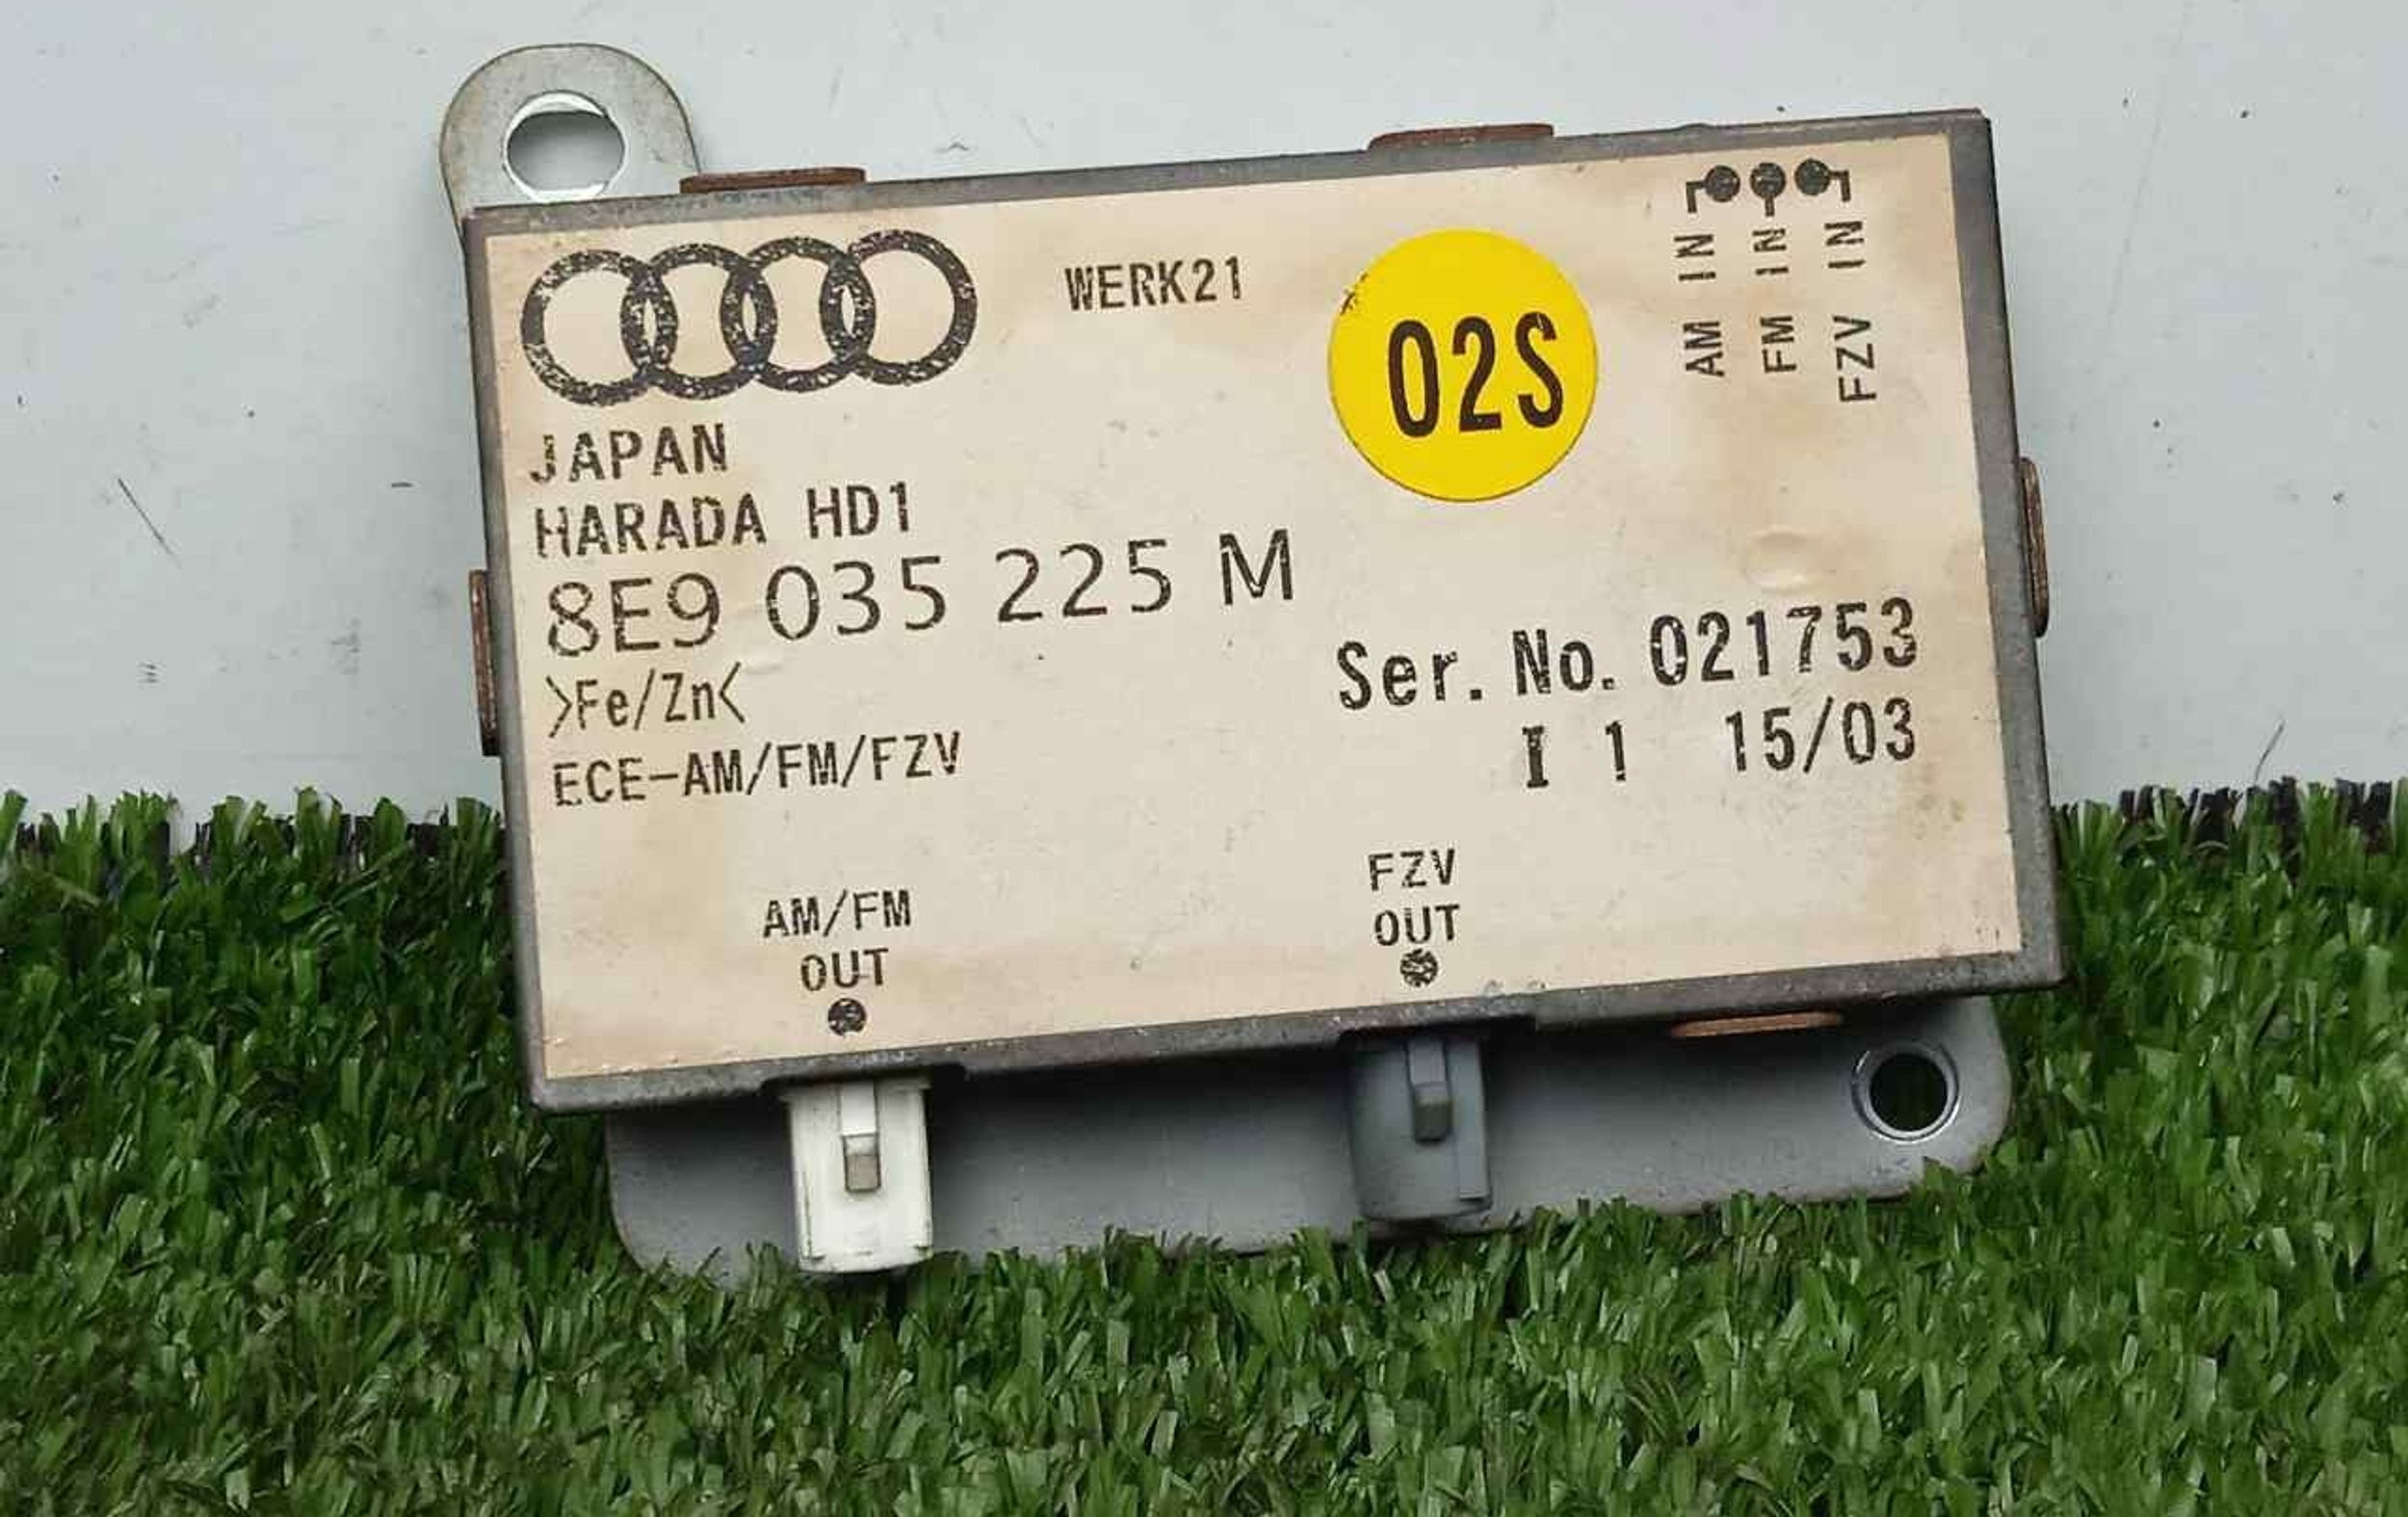 WERK21
02S
AM IN
FM IN
FZV IN
JAPAN
HARADA HD1
8E9 035 225 M
>Fe/Zn<
ECE-AM/FM/FZV
Ser. No. 021753
I 1 15/03
AM/FM
OUT
FZV
OUT